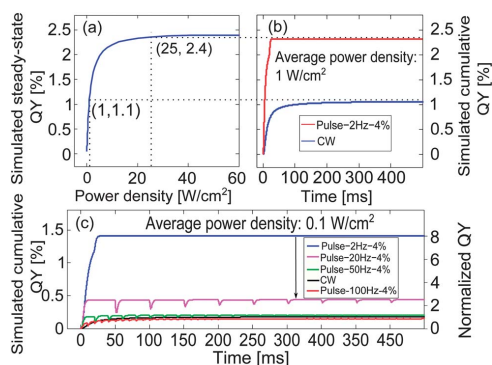 Simulated steady-state
QY [%]
2.5
2
1.5
1
0.5
0
(a)
(25, 2.4)
(1,1.1)
0 10 20 30 40 50 60
Power density [W/cm²]
(b)
Average power density:
1 W/cm²
Pulse-2Hz-4%
CW
0 100 200 300 400
Time [ms]
2.5
2
1.5
1
0.5
0
Simulated cumulative
QY [%]
Simulated cumulative
QY [%]
1.5
1
0.5
0
(c)
Average power density: 0.1 W/cm²
Pulse-2Hz-4%
Pulse-20Hz-4%
Pulse-50Hz-4%
CW
Pulse-100Hz-4%
8
6
4
2
0
Normalized QY
0 50 100 150 200 250 300 350 400 450
Time [ms]